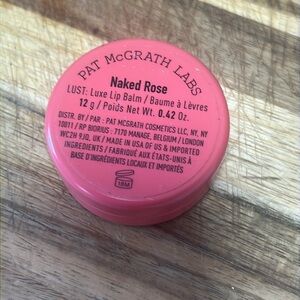 PAT McGRATH LABS
Naked Rose
LUST: Luxe Lip Balm / Baume à Lèvres
12 g / Poids Net Wt. 0.42 Oz.
DISTR. BY / PAR : PAT MCGRATH COSMETICS LLC, NY, NY
10011 / RP BIORIUS : 7170 MANAGE, BELGIUM / LONDON
WC2H 9JQ, UK / MADE IN USA OF US & IMPORTED
INGREDIENTS / FABRIQUÉ AUX ÉTATS-UNIS À
BASE D'INGRÉDIENTS LOCAUX ET IMPORTÉS
18M